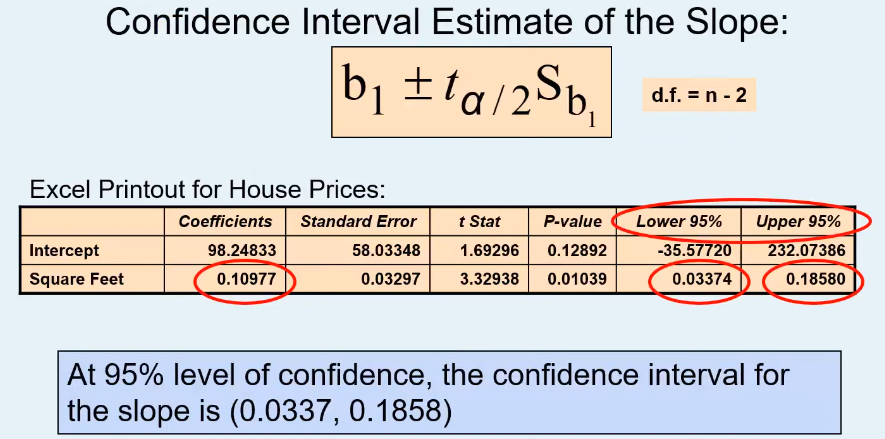 Confidence Interval Estimate of the Slope:
b₁ ± tα/2Sb₁
d.f. = n - 2
Excel Printout for House Prices:
Coefficients Standard Error t Stat P-value Lower 95% Upper 95%
Intercept 98.24833 58.03348 1.69296 0.12892 -35.57720 232.07386
Square Feet 0.10977 0.03297 3.32938 0.01039 0.03374 0.18580
At 95% level of confidence, the confidence interval for
the slope is (0.0337, 0.1858)